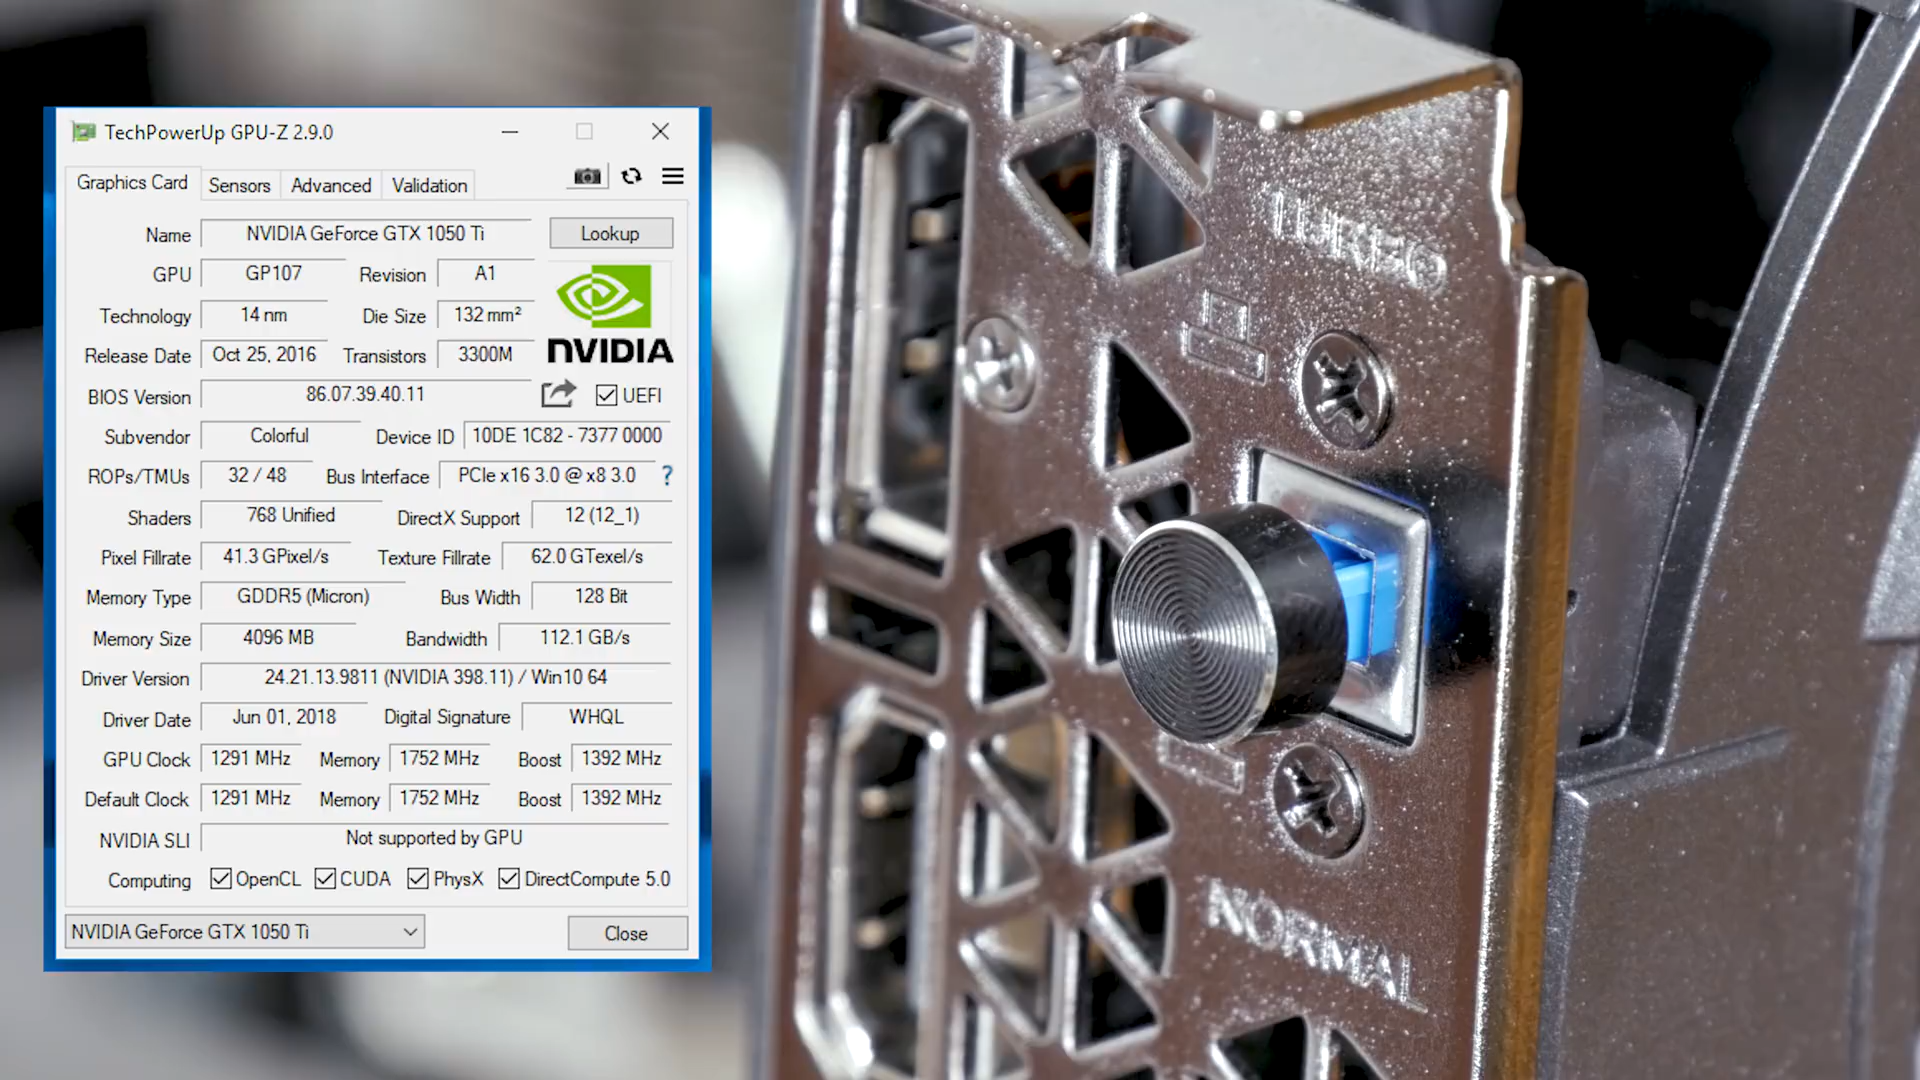 TechPowerUp GPU-Z 2.9.0
Graphics Card Sensors Advanced Validation
Name NVIDIA GeForce GTX 1050 Ti Lookup
GPU GP107 Revision A1
Technology 14 nm Die Size 132 mm²
Release Date Oct 25, 2016 Transistors 3300M
NVIDIA
BIOS Version 86.07.39.40.11 UEFI
Subvendor Colorful Device ID 10DE 1C82 - 7377 0000
ROPs/TMUs 32 / 48 Bus Interface PCIe x16 3.0 @ x8 3.0 ?
Shaders 768 Unified DirectX Support 12 (12_1)
Pixel Fillrate 41.3 GPixel/s Texture Fillrate 62.0 GTexel/s
Memory Type GDDR5 (Micron) Bus Width 128 Bit
Memory Size 4096 MB Bandwidth 112.1 GB/s
Driver Version 24.21.13.9811 (NVIDIA 398.11) / Win10 64
Driver Date Jun 01, 2018 Digital Signature WHQL
GPU Clock 1291 MHz Memory 1752 MHz Boost 1392 MHz
Default Clock 1291 MHz Memory 1752 MHz Boost 1392 MHz
NVIDIA SLI Not supported by GPU
Computing OpenCL CUDA PhysX DirectCompute 5.0
NVIDIA GeForce GTX 1050 Ti Close
TURBO
NORMAL